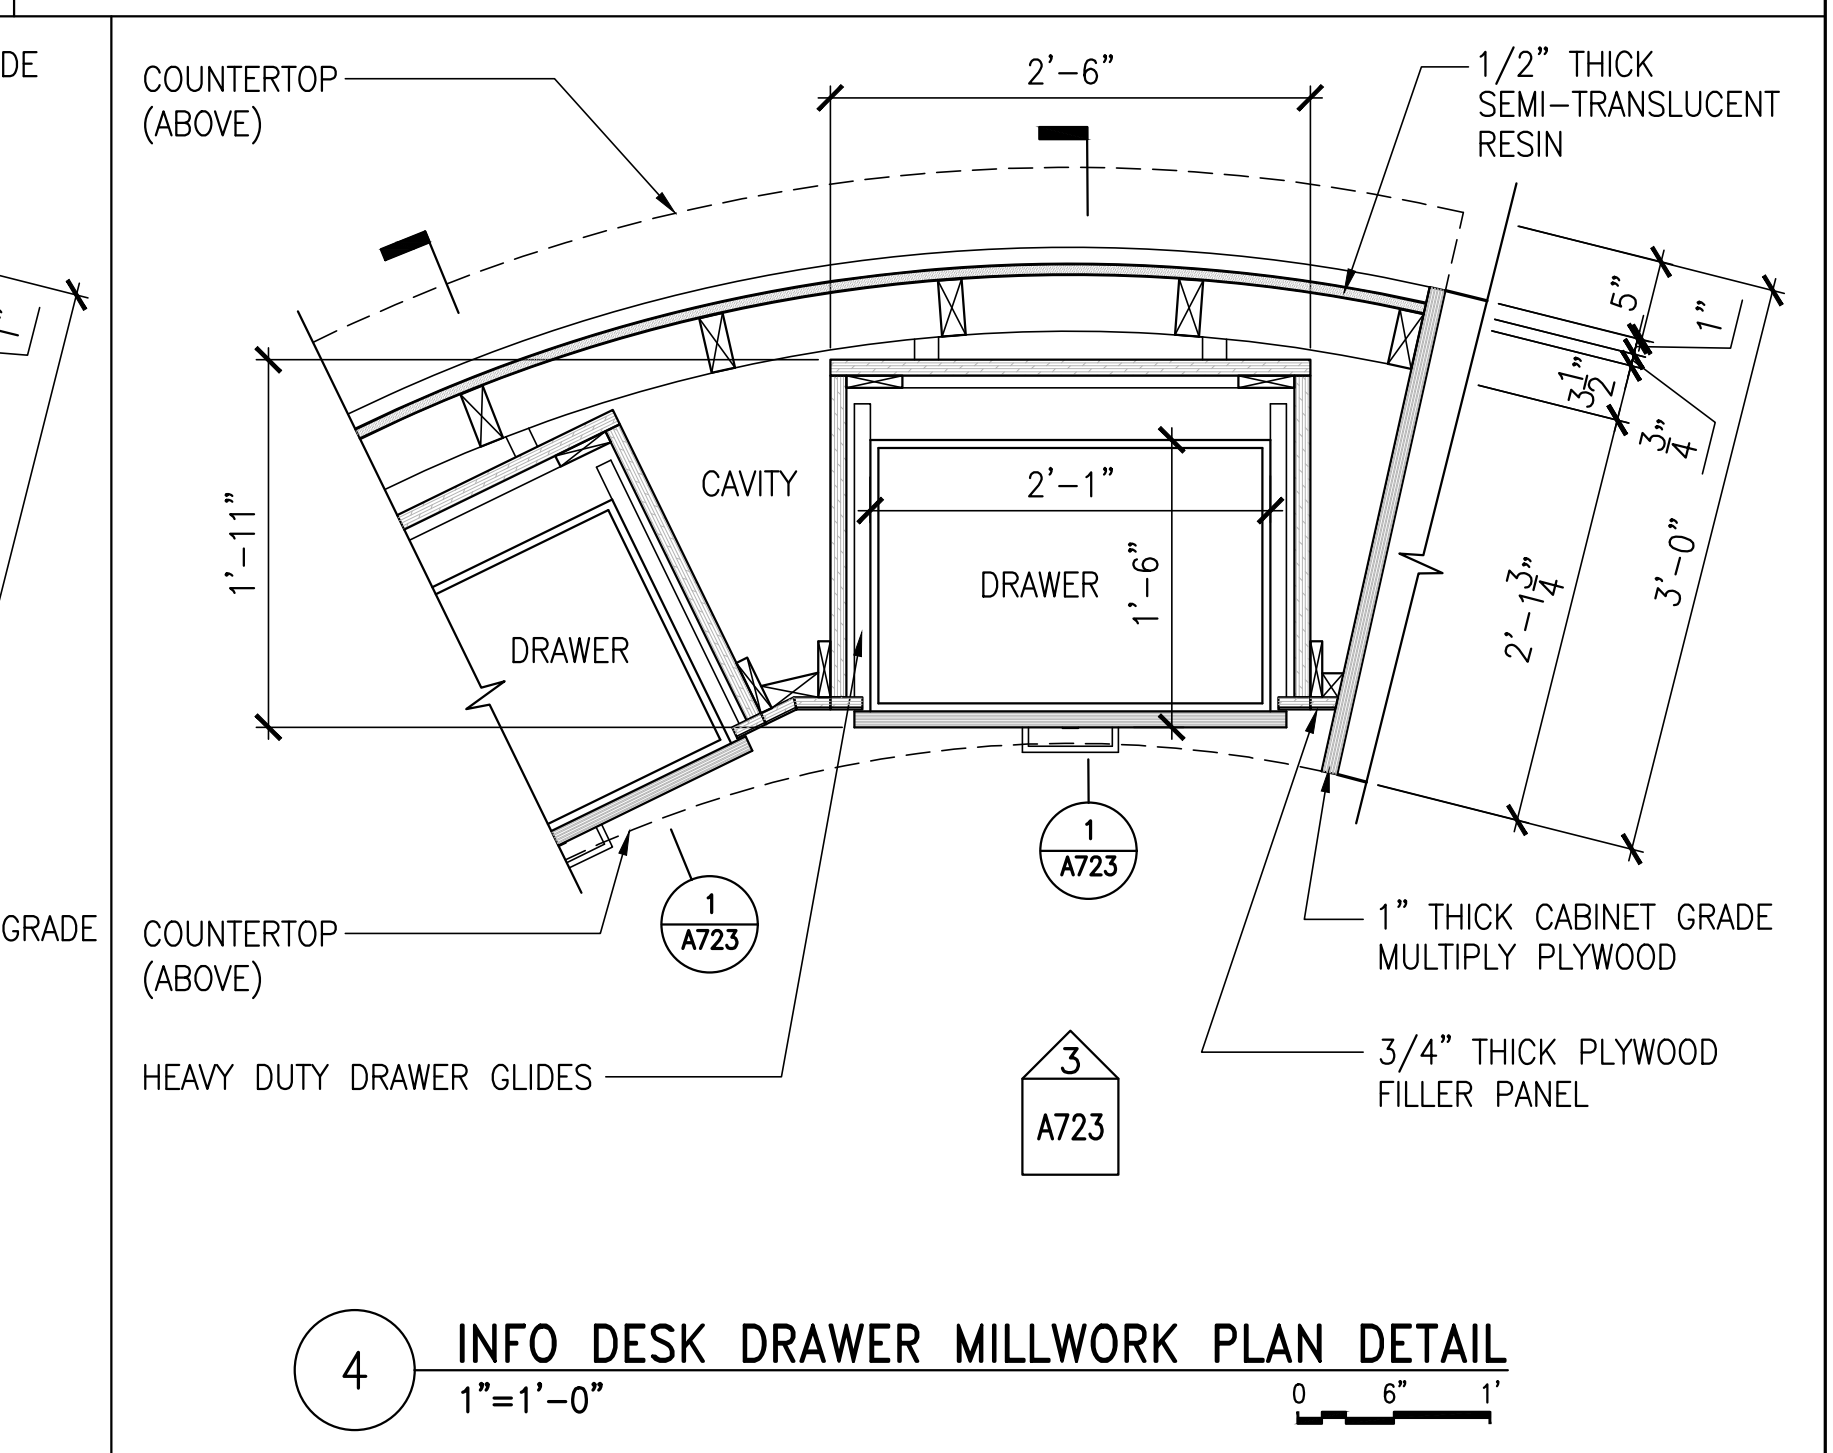 DE
COUNTERTOP
(ABOVE)
2'-6"
1/2" THICK
SEMI-TRANSLUCENT
RESIN
5"
1"
1"
3 1/2"
3/4"
CAVITY
2'-1"
1'-11"
1'-6"
DRAWER
DRAWER
2'-1 3/4"
3'-0"
1
A723
1
A723
GRADE
COUNTERTOP
(ABOVE)
1" THICK CABINET GRADE
MULTIPLY PLYWOOD
HEAVY DUTY DRAWER GLIDES
3/4" THICK PLYWOOD
FILLER PANEL
3
A723
4
INFO DESK DRAWER MILLWORK PLAN DETAIL
1"=1'-0"
0 6" 1'